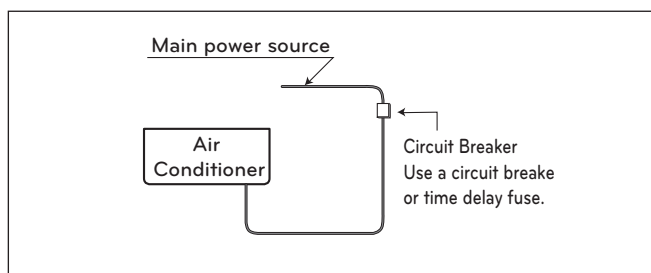 Main power source
Air
Conditioner
Circuit Breaker
Use a circuit breake
or time delay fuse.